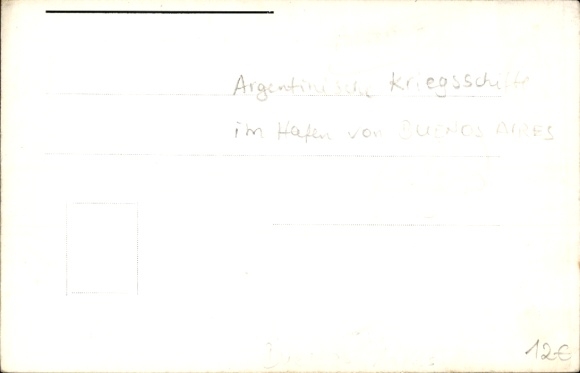 Argentinische Kriegsschiffe
im Hafen von BUENOS AIRES
12€